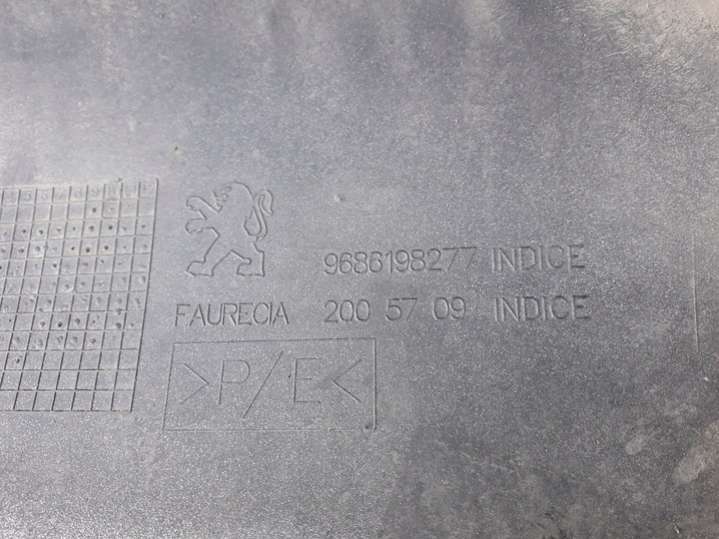 9686198277 INDICE
FAURECIA 200 57 09 INDICE
>P/E<